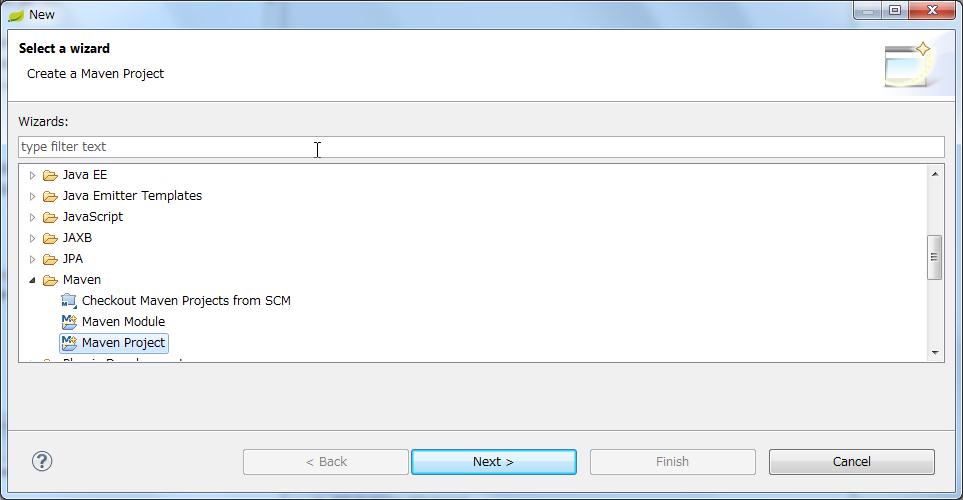 New
Select a wizard
Create a Maven Project
Wizards:
type filter text
Java EE
Java Emitter Templates
JavaScript
JAXB
JPA
Maven
Checkout Maven Projects from SCM
Maven Module
Maven Project
< Back
Next >
Finish
Cancel